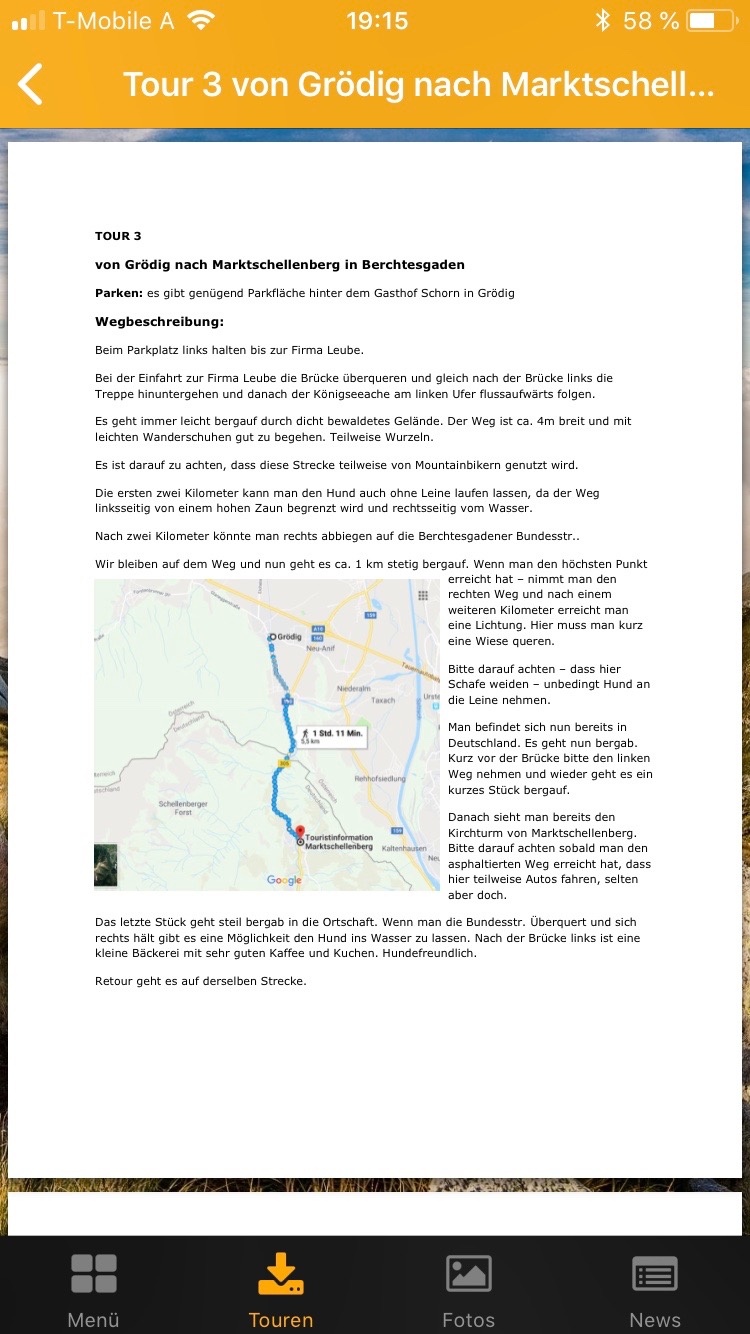 T-Mobile A
19:15
58 %
Tour 3 von Grödig nach Marktschell...
TOUR 3
von Grödig nach Marktschellenberg in Berchtesgaden
Parken: es gibt genügend Parkfläche hinter dem Gasthof Schorn in Grödig
Wegbeschreibung:
Beim Parkplatz links halten bis zur Firma Leube.
Bei der Einfahrt zur Firma Leube die Brücke überqueren und gleich nach der Brücke links die
Treppe hinuntergehen und danach der Königseeache am linken Ufer flussaufwärts folgen.
Es geht immer leicht bergauf durch dicht bewaldetes Gelände. Der Weg ist ca. 4m breit und mit
leichten Wanderschuhen gut zu begehen. Teilweise Wurzeln.
Es ist darauf zu achten, dass diese Strecke teilweise von Mountainbikern genutzt wird.
Die ersten zwei Kilometer kann man den Hund auch ohne Leine laufen lassen, da der Weg
linksseitig von einem hohen Zaun begrenzt wird und rechtsseitig vom Wasser.
Nach zwei Kilometer könnte man rechts abbiegen auf die Berchtesgadener Bundesstr..
Wir bleiben auf dem Weg und nun geht es ca. 1 km stetig bergauf. Wenn man den höchsten Punkt
erreicht hat – nimmt man den
rechten Weg und nach einem
weiteren Kilometer erreicht man
eine Lichtung. Hier muss man kurz
eine Wiese queren.
Bitte darauf achten – dass hier
Schafe weiden – unbedingt Hund an
die Leine nehmen.
Man befindet sich nun bereits in
Deutschland. Es geht nun bergab.
Kurz vor der Brücke bitte den linken
Weg nehmen und wieder geht es ein
kurzes Stück bergauf.
Danach sieht man bereits den
Kirchturm von Marktschellenberg.
Bitte darauf achten sobald man den
asphaltierten Weg erreicht hat, dass
hier teilweise Autos fahren, selten
aber doch.
Grödig
Neu-Anif
A10
160
159
Niederalm
Taxach
Urste
Tauernautobahn
160
1 Std. 11 Min.
5,5 km
305
Österreich
Deutschland
Rehhofsiedlung
Österreich
Deutschland
Schellenberger
Forst
159
Touristinformation
Marktschellenberg
Kaltenhausen
Neu
Google
Das letzte Stück geht steil bergab in die Ortschaft. Wenn man die Bundesstr. Überquert und sich
rechts hält gibt es eine Möglichkeit den Hund ins Wasser zu lassen. Nach der Brücke links ist eine
kleine Bäckerei mit sehr guten Kaffee und Kuchen. Hundefreundlich.
Retour geht es auf derselben Strecke.
Menü
Touren
Fotos
News